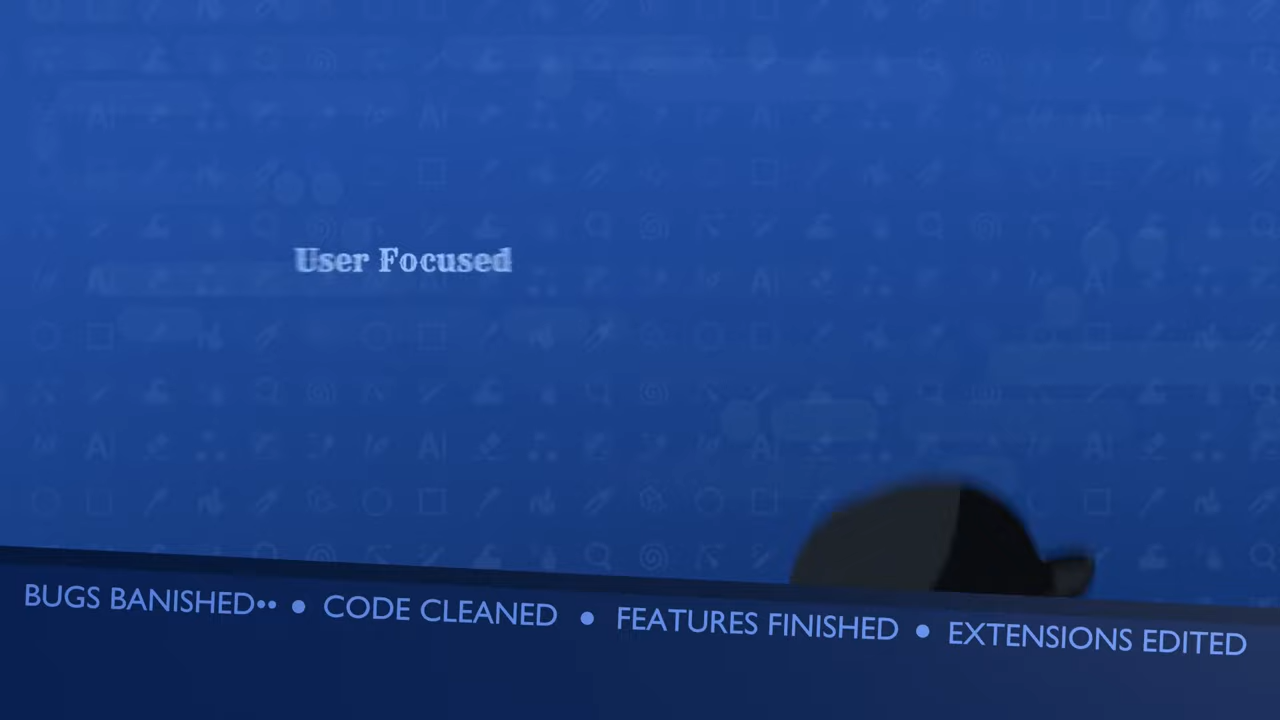 User Focused
BUGS BANISHED•• ● CODE CLEANED ● FEATURES FINISHED ● EXTENSIONS EDITED